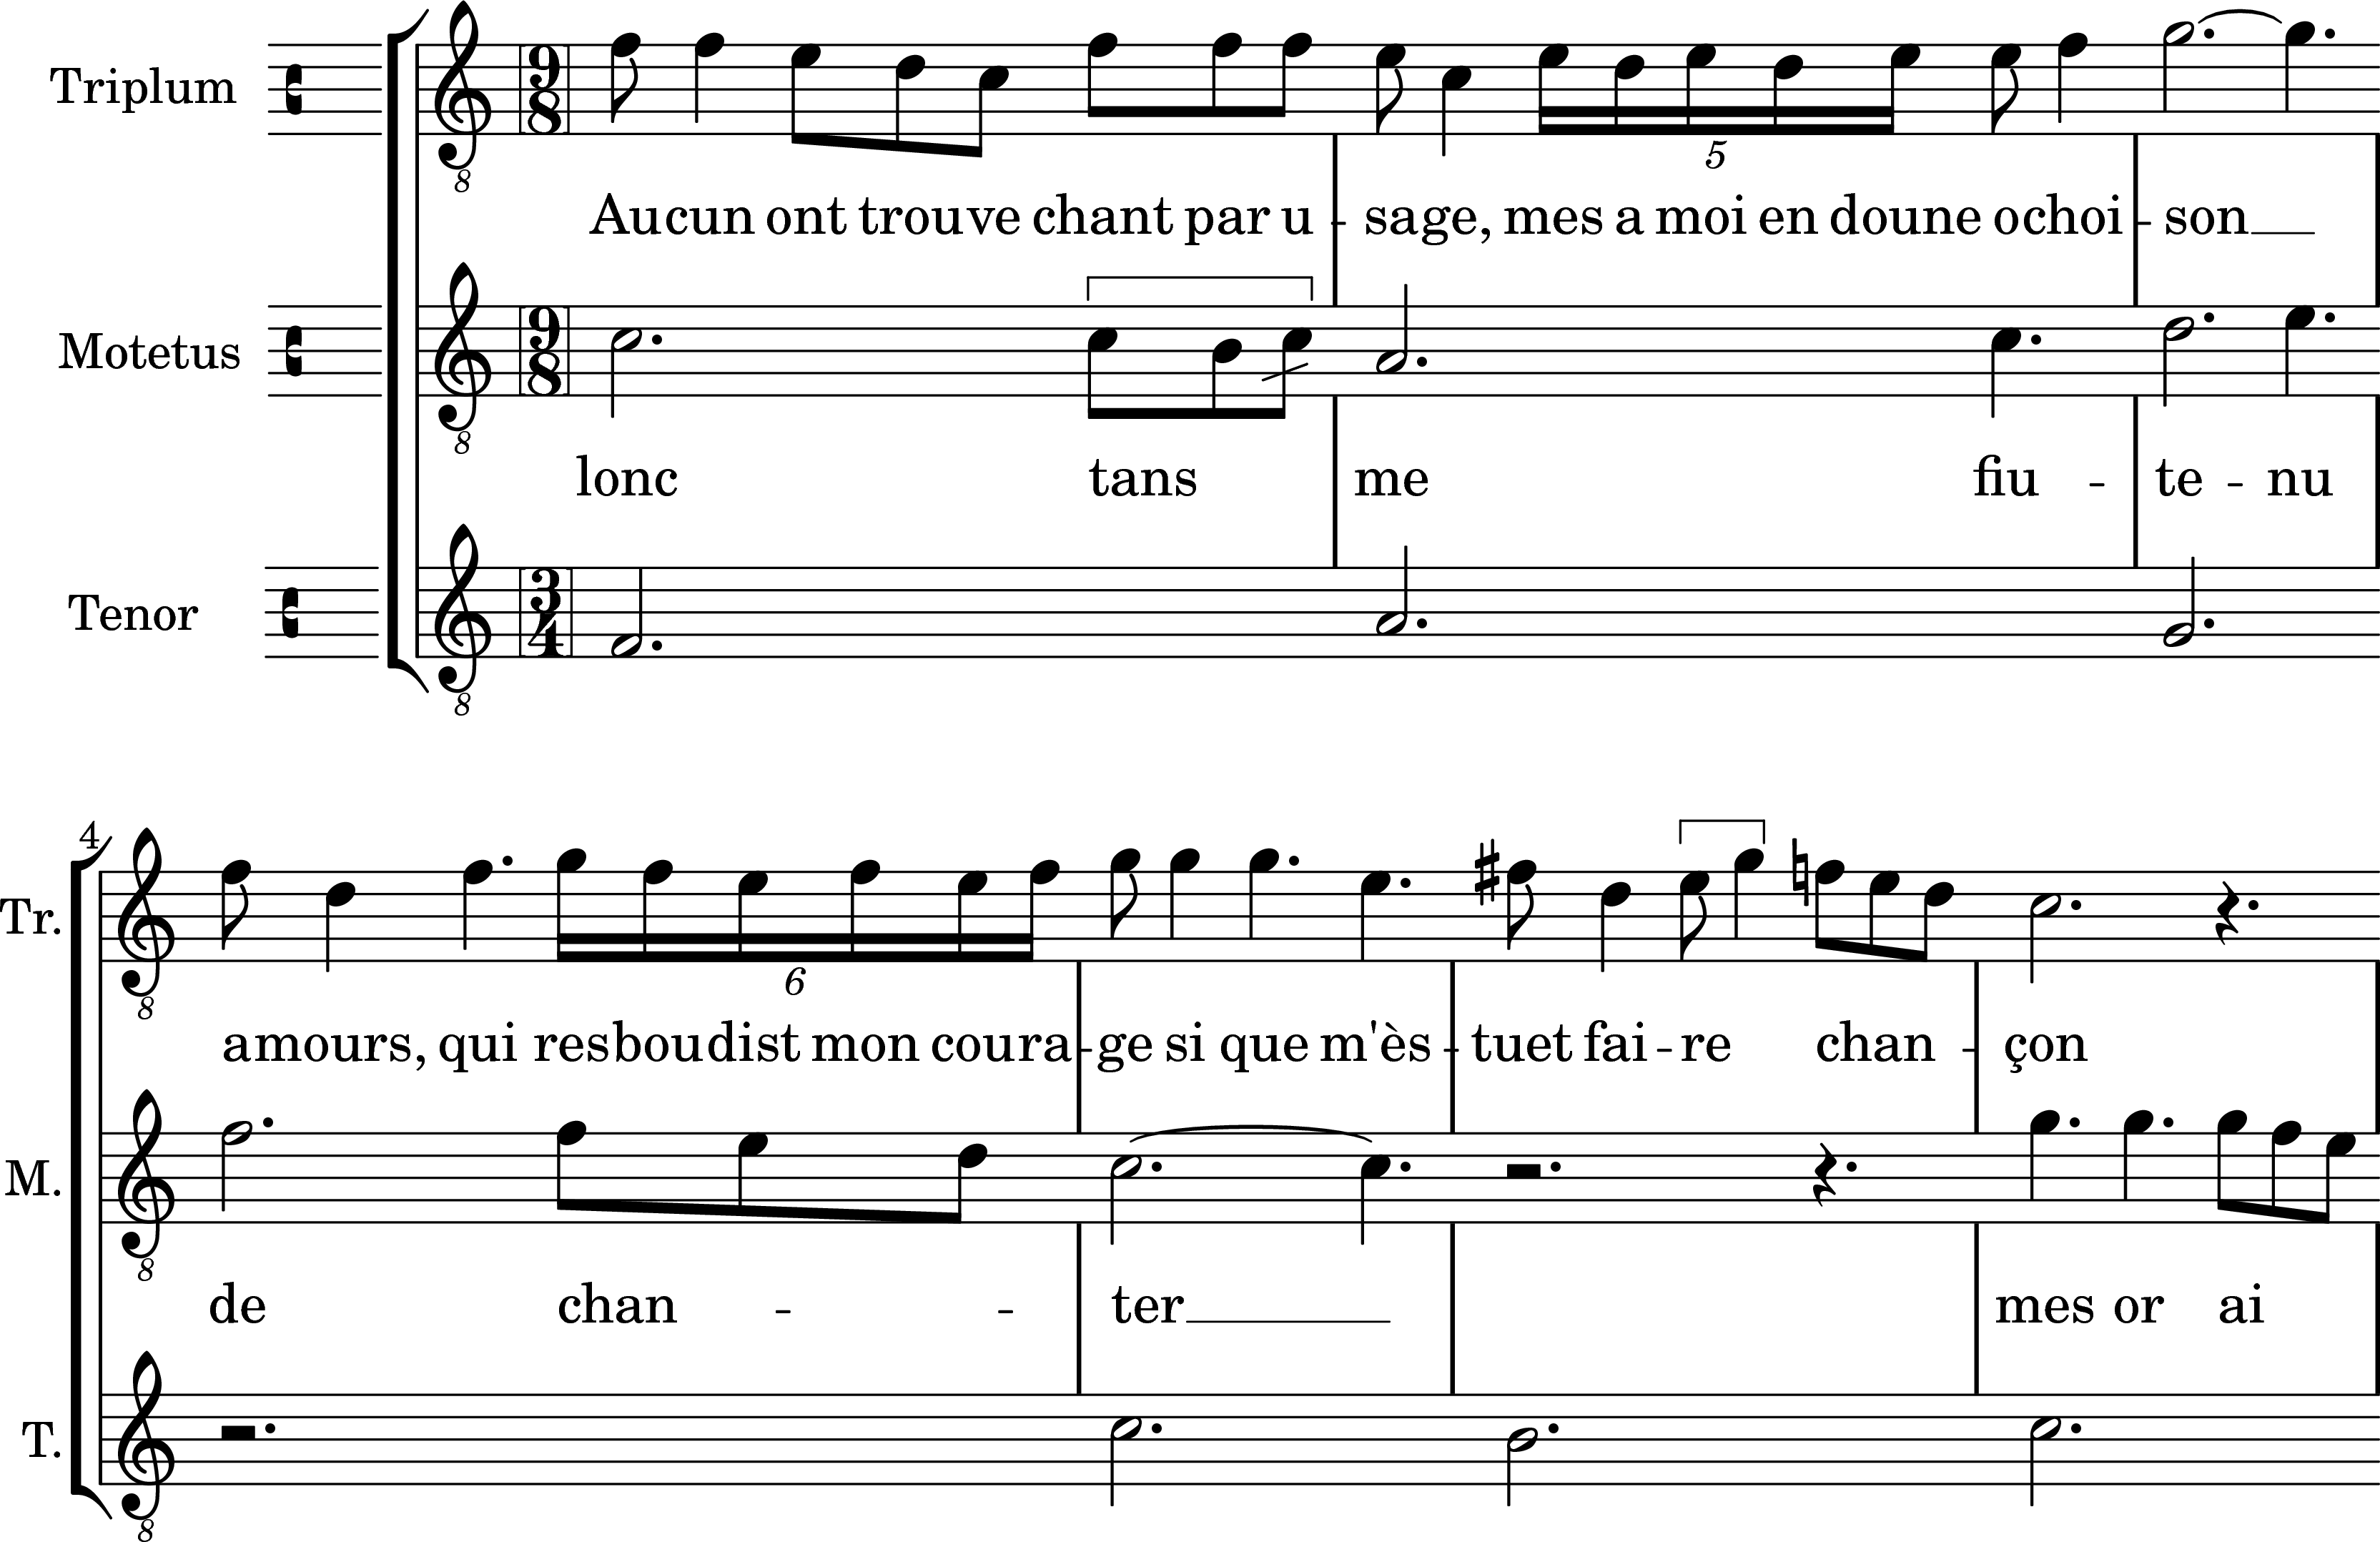 Triplum
9
8
8
5
Aucun ont trouve chant par u - sage, mes a moi en doune ochoi - son
Motetus
9
8
8
lonc tans me fiu - te - nu
Tenor
3
4
8
4
Tr.
8
6
amours, qui resboudist mon coura - ge si que m'ès - tuet fai - re chan - çon
M.
8
de chan - - ter mes or ai
T.
8